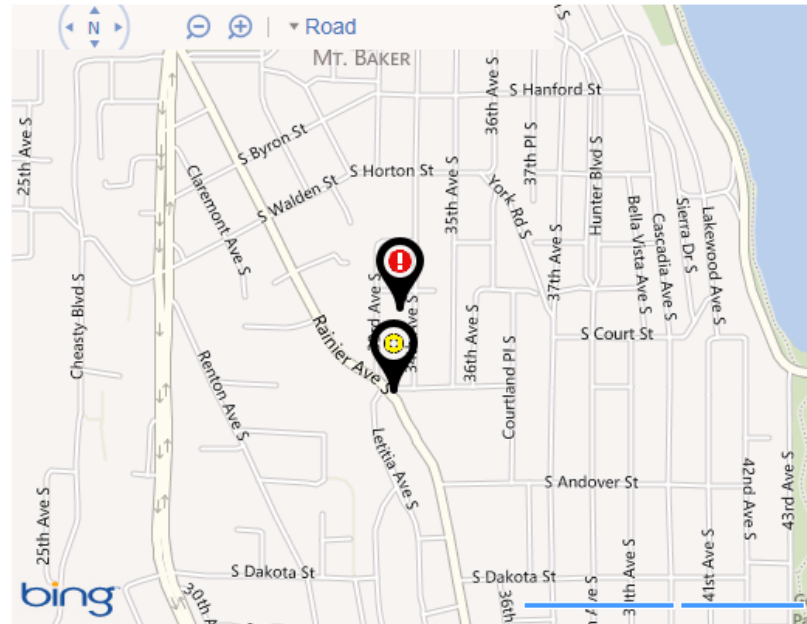 N
Road
MT. BAKER
S Hanford St
36th Ave S
37th Pl S
Hunter Blvd S
25th Ave S
S Byron St
S Horton St
35th Ave S
York Rd S
Claremont Ave S
S Walden St
37th Ave S
Bella Vista Ave S
Cascadia Ave S
Sierra Dr S
Lakewood Ave S
Cheasty Blvd S
Rainier Ave S
36th Ave S
S Court St
Courtland Pl S
Renton Ave S
Letitia Ave S
S Andover St
42nd Ave S
43rd Ave S
25th Ave S
S Dakota St
S Dakota St
41st Ave S
30th A
36th
bing